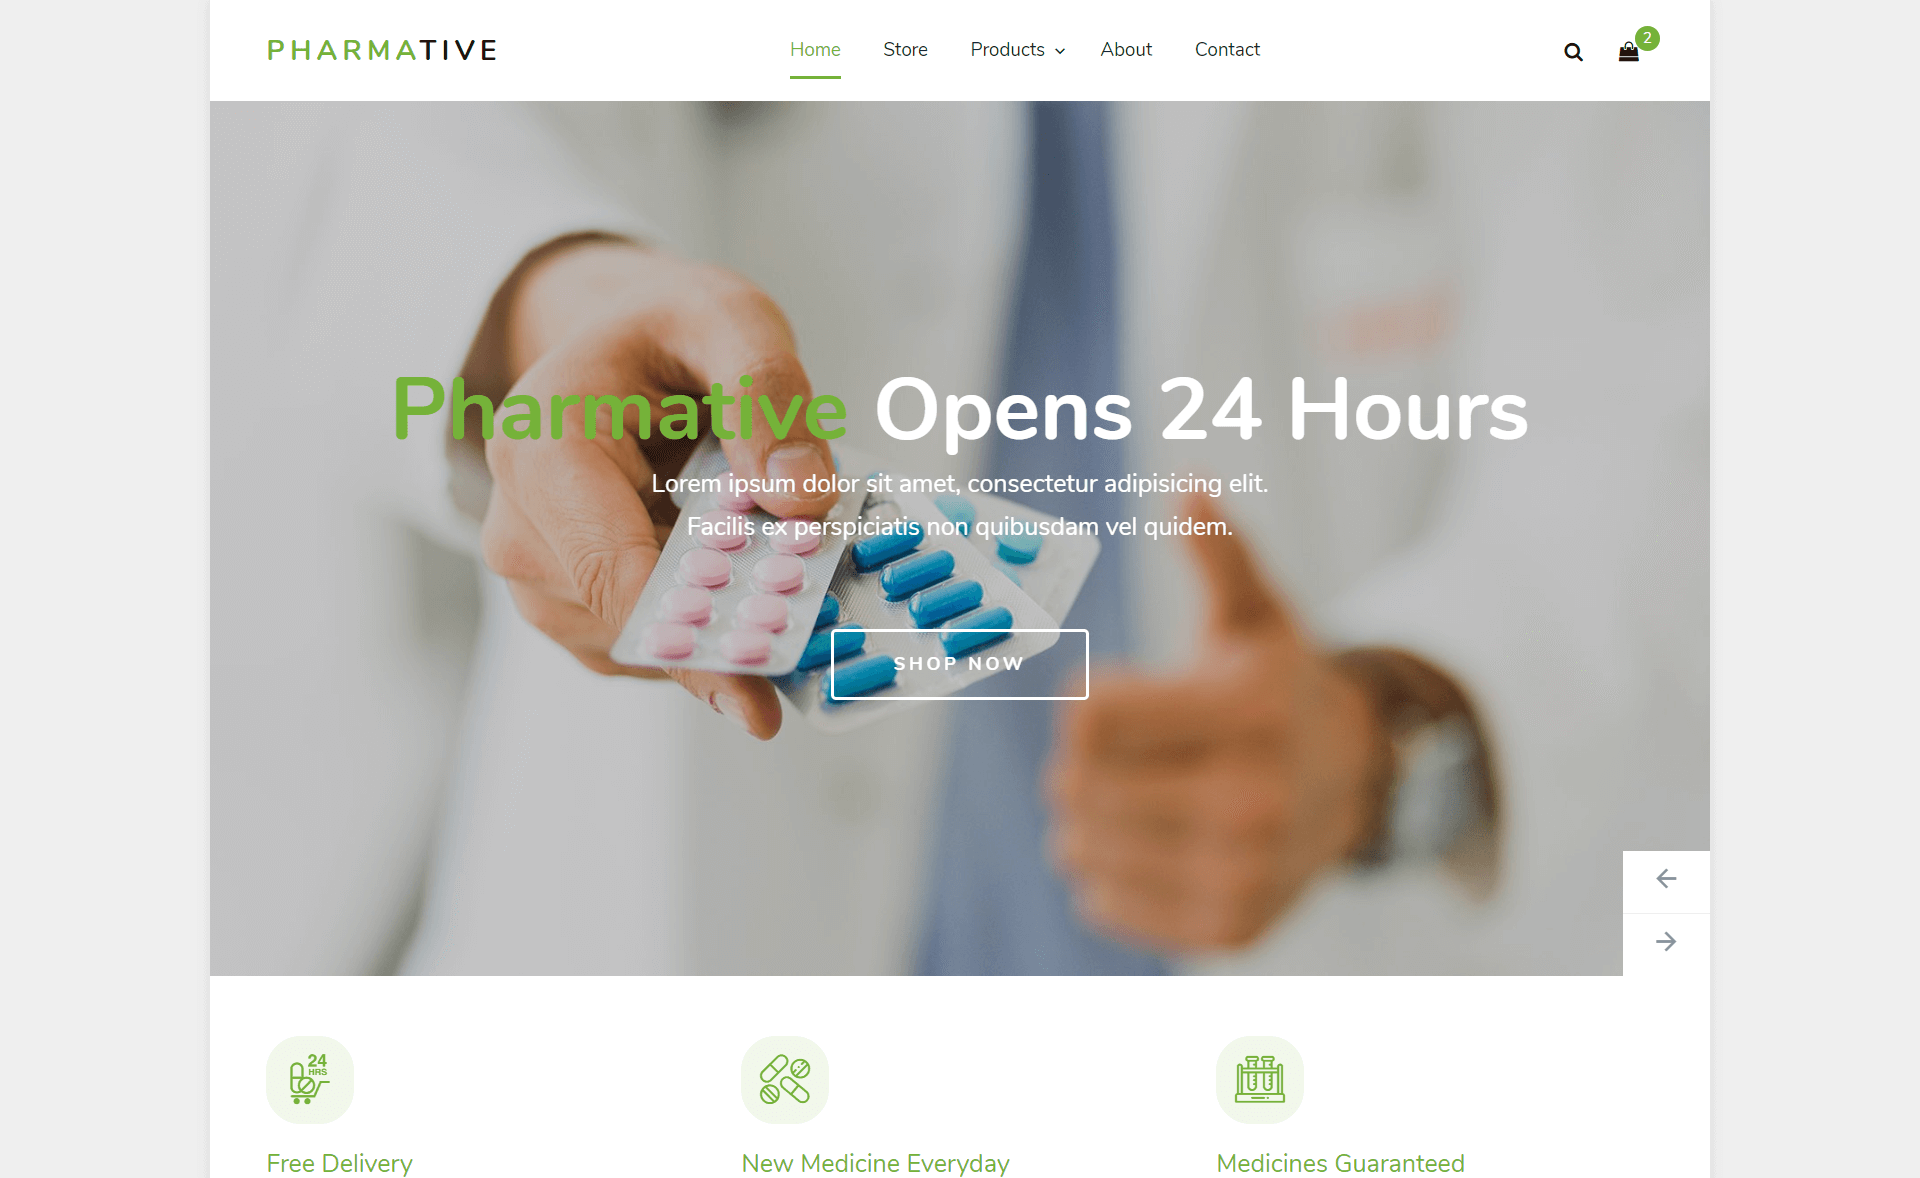 PHARMATIVE
Home Store Products About Contact
2
Pharmative Opens 24 Hours
Lorem ipsum dolor sit amet, consectetur adipisicing elit.
Facilis ex perspiciatis non quibusdam vel quidem.
SHOP NOW
24
HRS
Free Delivery
New Medicine Everyday
Medicines Guaranteed